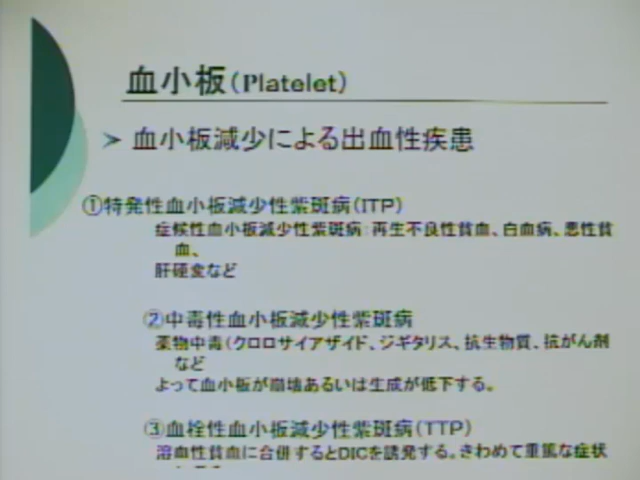 血小板（Platelet）
➢ 血小板減少による出血性疾患
①特発性血小板減少性紫斑病（ITP）
症候性血小板減少性紫斑病：再生不良性貧血、白血病、悪性貧
血、
肝硬変など
②中毒性血小板減少性紫斑病
薬物中毒（クロロサイアザイド、ジギタリス、抗生物質、抗がん剤
など
よって血小板が崩壊あるいは生成が低下する。
③血栓性血小板減少性紫斑病（TTP）
溶血性貧血に合併するとDICを誘発する。きわめて重篤な症状